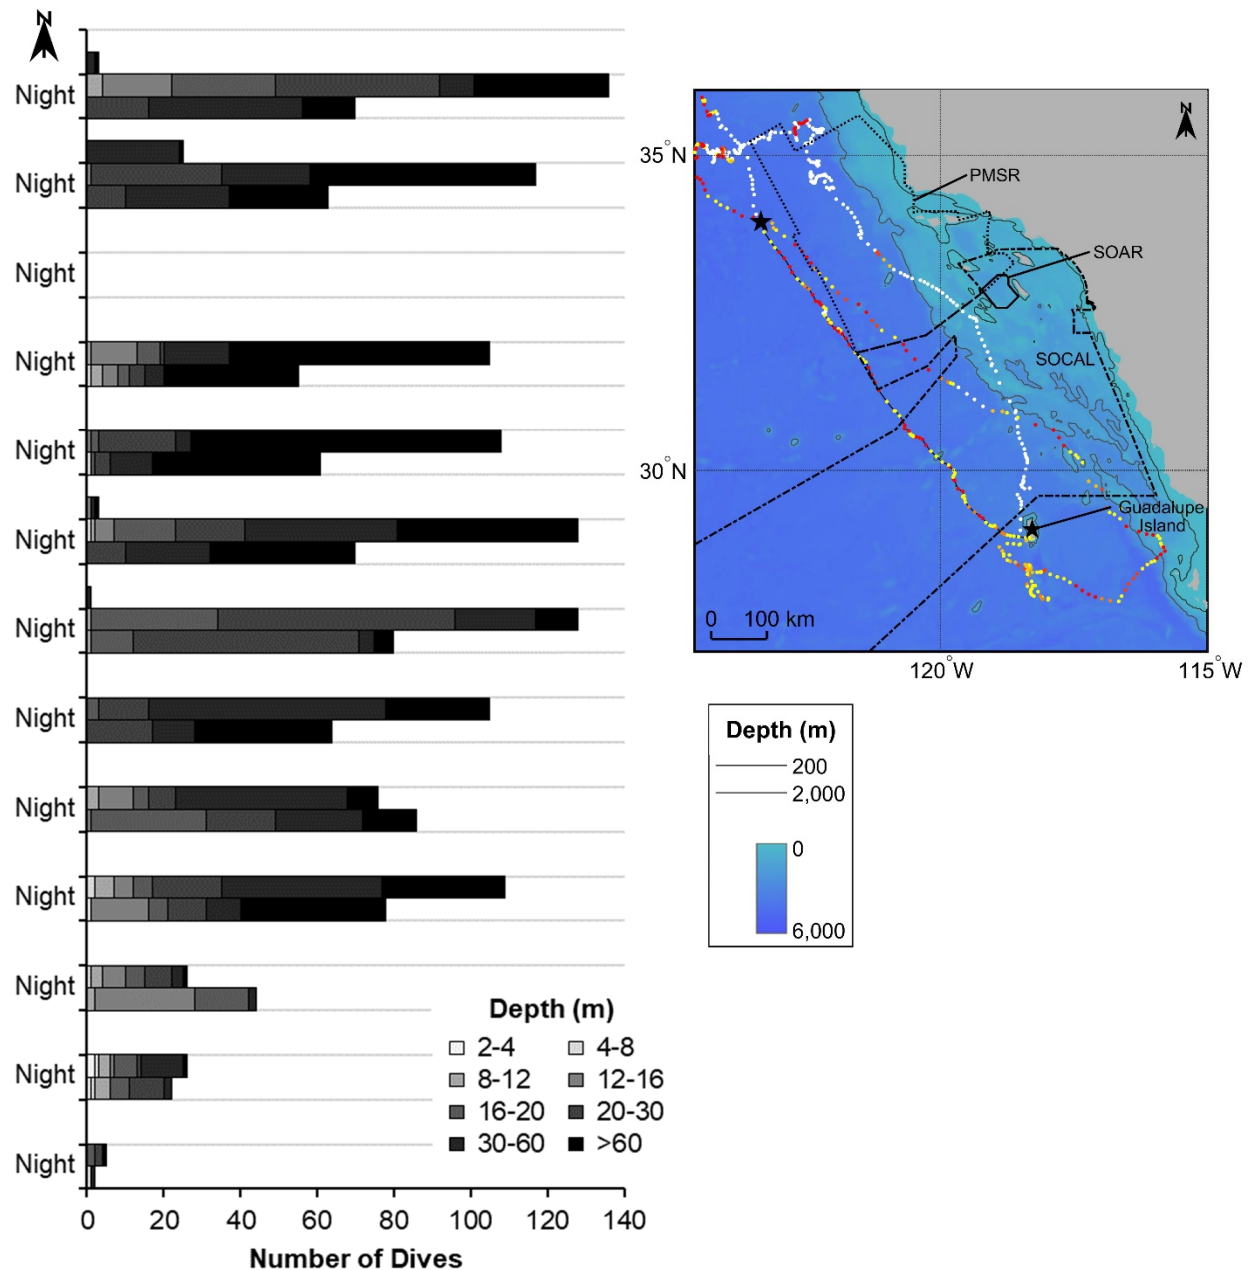 N
Night
Night
Night
Night
Night
Night
Night
Night
Night
Night
Night
Night
Night
Depth (m)
2-4 4-8
8-12 12-16
16-20 20-30
30-60 >60
0 20 40 60 80 100 120 140
Number of Dives
N
35°N
30°N
PMSR
SOAR
SOCAL
Guadalupe
Island
0 100 km
120°W 115°W
Depth (m)
200
2,000
0
6,000